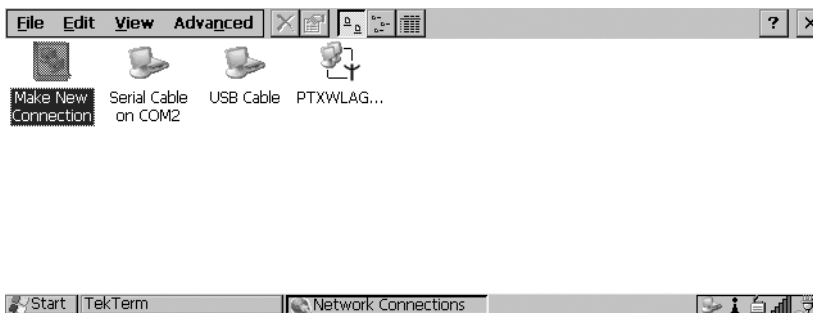 File Edit View Advanced ? ×
Make New Connection
Serial Cable on COM2
USB Cable
PTXWLAG...
Start TekTerm Network Connections